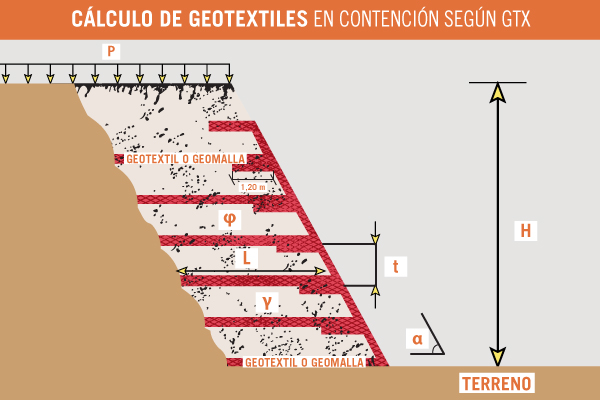 CÁLCULO DE GEOTEXTILES EN CONTENCIÓN SEGÚN GTX
P
GEOTEXTIL O GEOMALLA
1,20 m
φ
H
L
t
γ
α
GEOTEXTIL O GEOMALLA
TERRENO